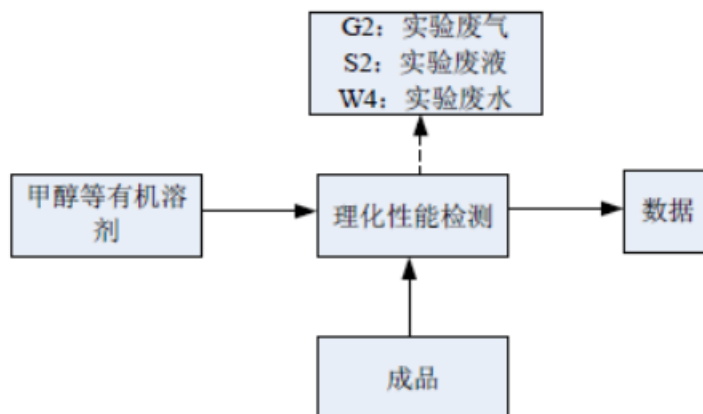 G2：实验废气
S2：实验废液
W4：实验废水
甲醇等有机溶
剂
理化性能检测
数据
成品